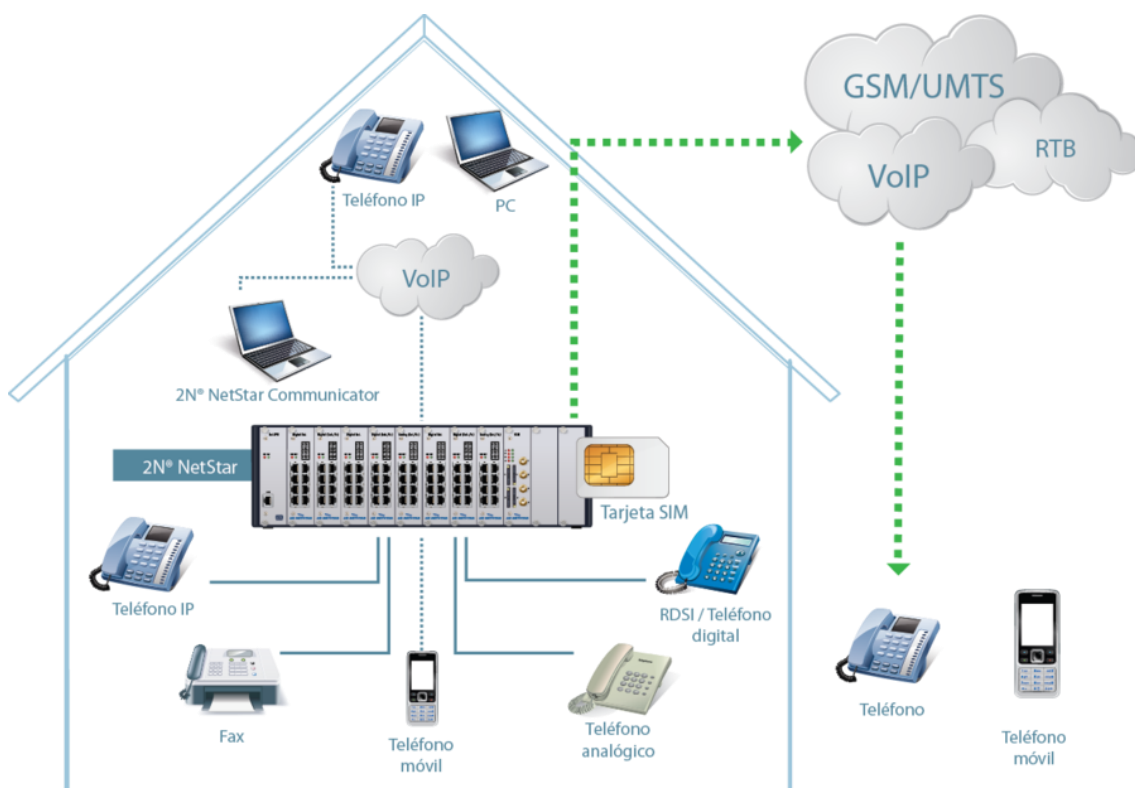 GSM/UMTS
RTB
VoIP
Teléfono IP
PC
VoIP
2N® NetStar Communicator
2N® NetStar
Tarjeta SIM
Teléfono IP
RDSI / Teléfono
digital
Fax
Teléfono
móvil
Teléfono
analógico
Teléfono
Teléfono
móvil